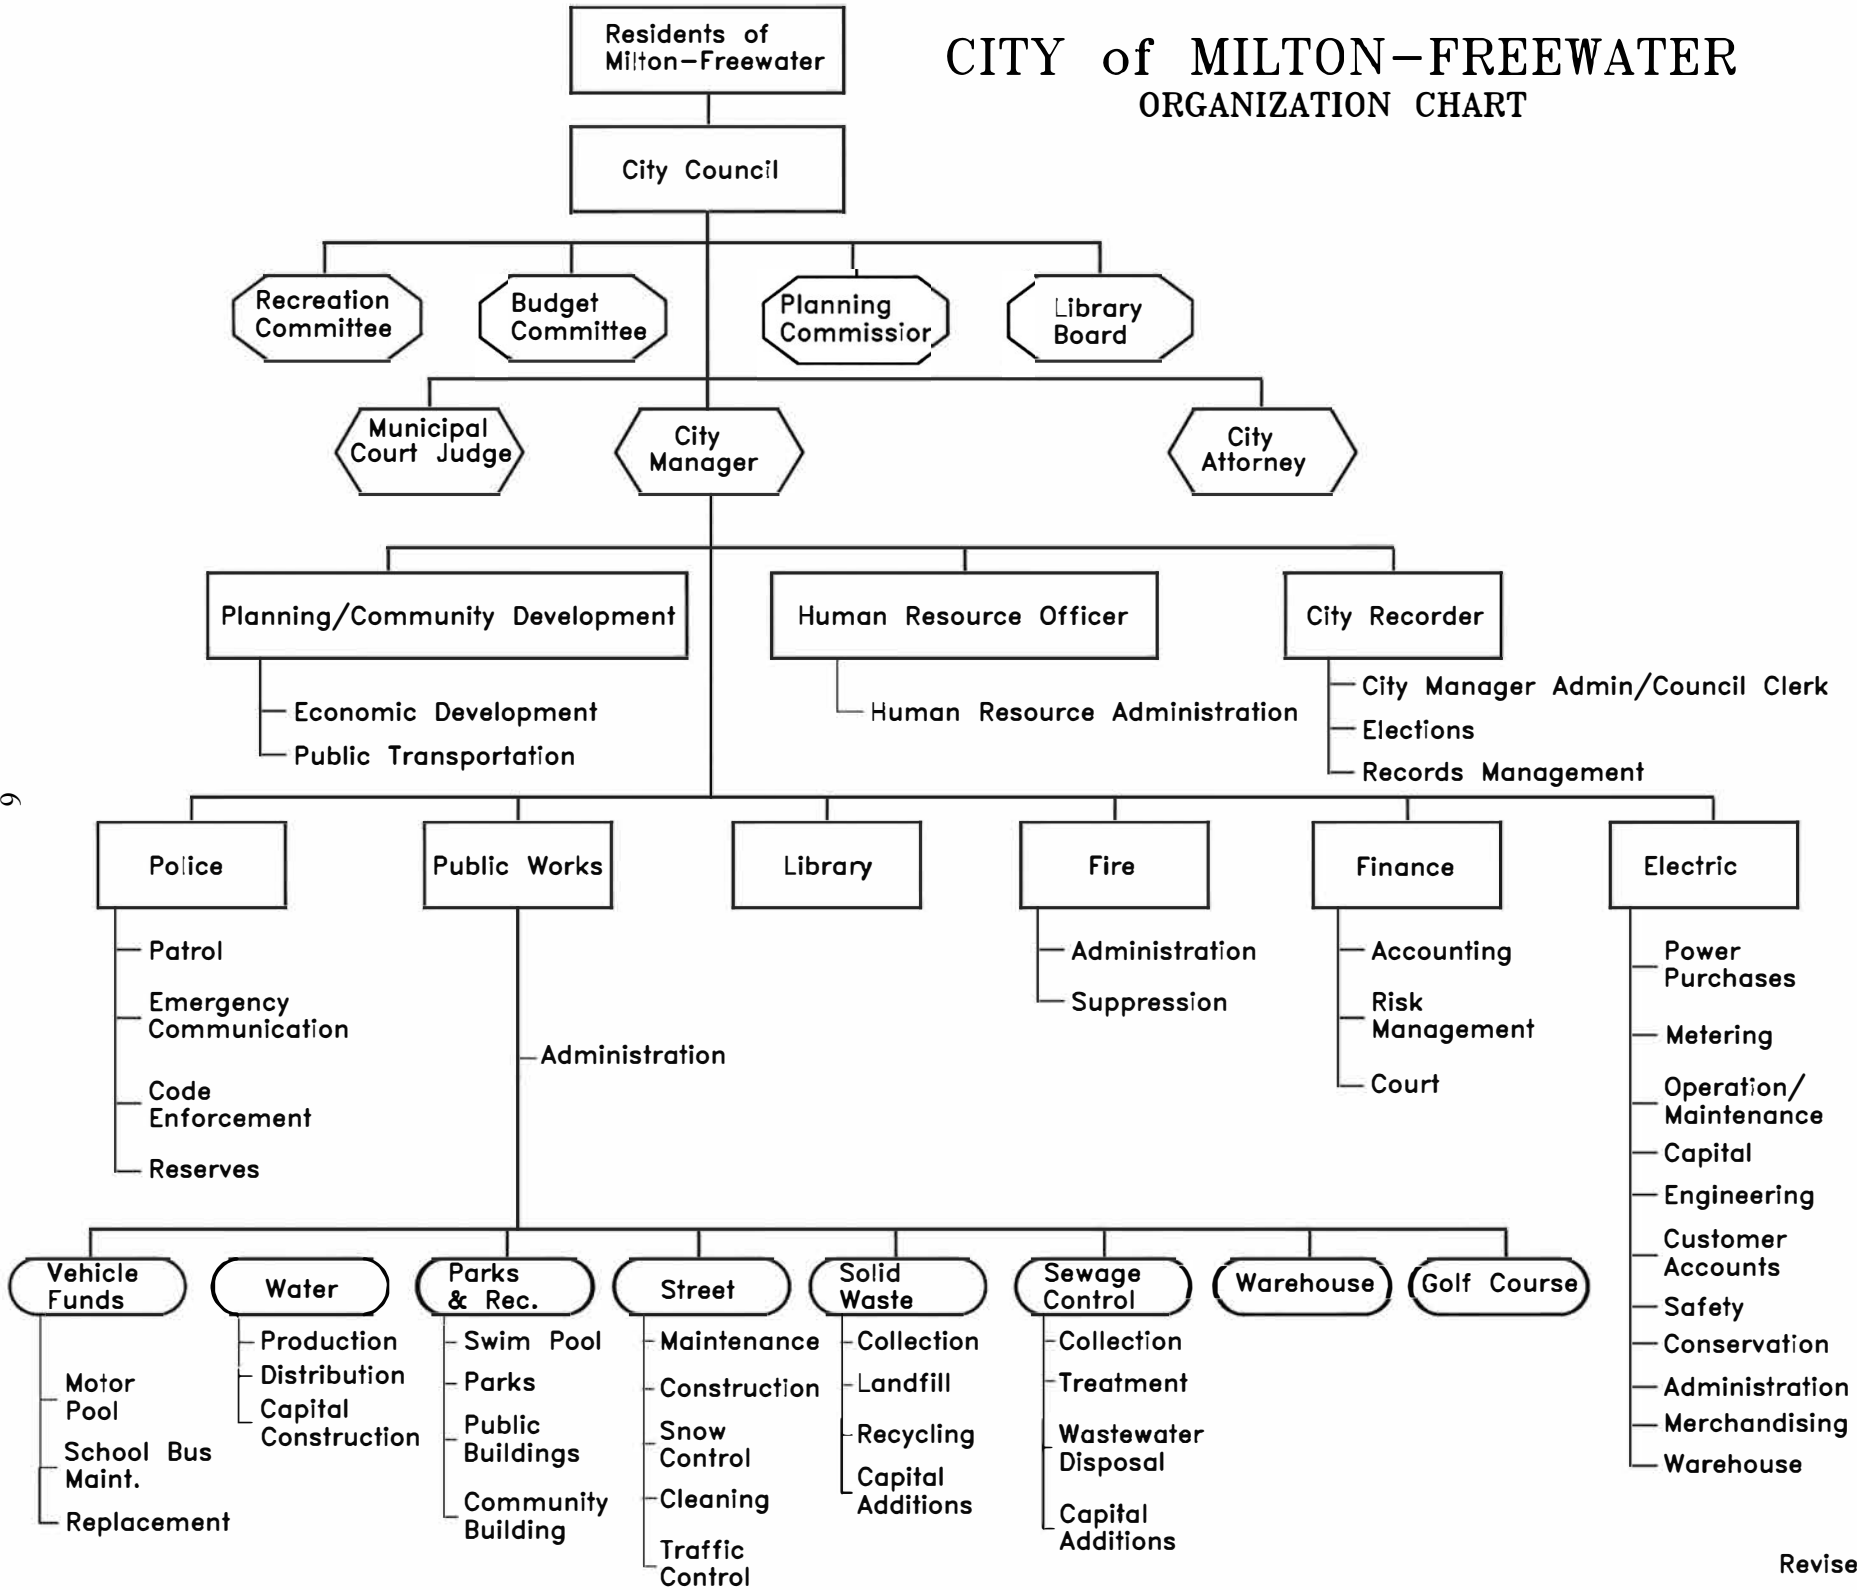 Residents of
Milton-Freewater
CITY of MILTON-FREEWATER
ORGANIZATION CHART
City Council
Recreation
Committee
Budget
Committee
Planning
Commission
Library
Board
Municipal
Court Judge
City
Manager
City
Attorney
Planning/Community Development
Human Resource Officer
City Recorder
Economic Development
Public Transportation
Human Resource Administration
City Manager Admin/Council Clerk
Elections
Records Management
6
Police
Public Works
Library
Fire
Finance
Electric
Patrol
Emergency
Communication
Code
Enforcement
Reserves
Administration
Administration
Suppression
Accounting
Risk
Management
Court
Power
Purchases
Metering
Operation/
Maintenance
Capital
Engineering
Customer
Accounts
Safety
Conservation
Administration
Merchandising
Warehouse
Vehicle
Funds
Water
Parks
& Rec.
Street
Solid
Waste
Sewage
Control
Warehouse
Golf Course
Motor
Pool
School Bus
Maint.
Replacement
Production
Distribution
Capital
Construction
Swim Pool
Parks
Public
Buildings
Community
Building
Maintenance
Construction
Snow
Control
Cleaning
Traffic
Control
Collection
Landfill
Recycling
Capital
Additions
Collection
Treatment
Wastewater
Disposal
Capital
Additions
Revise